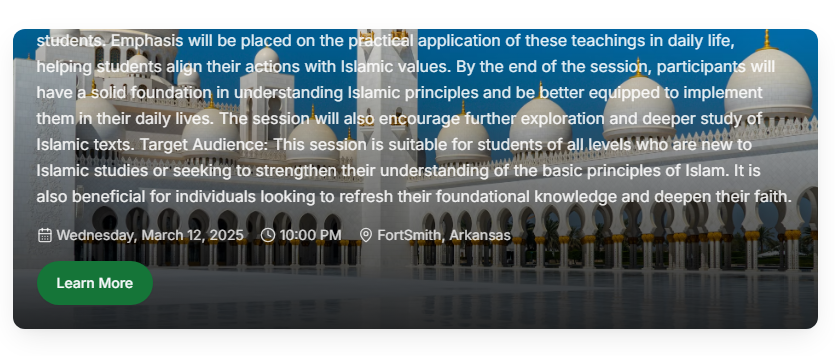 students. Emphasis will be placed on the practical application of these teachings in daily life,
helping students align their actions with Islamic values. By the end of the session, participants will
have a solid foundation in understanding Islamic principles and be better equipped to implement
them in their daily lives. The session will also encourage further exploration and deeper study of
Islamic texts. Target Audience: This session is suitable for students of all levels who are new to
Islamic studies or seeking to strengthen their understanding of the basic principles of Islam. It is
also beneficial for individuals looking to refresh their foundational knowledge and deepen their faith.
Wednesday, March 12, 2025 10:00 PM FortSmith, Arkansas
Learn More